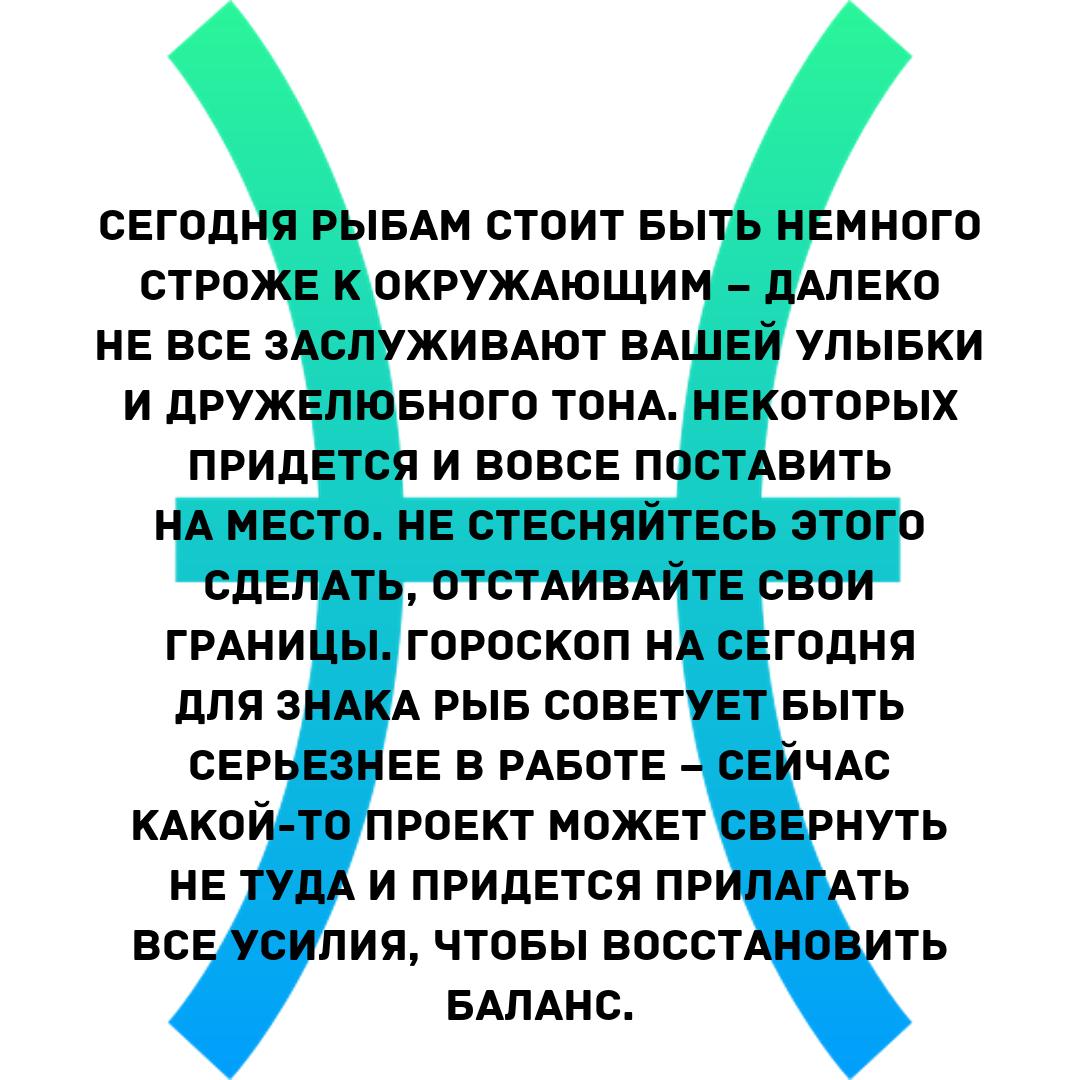 СЕГОДНЯ РЫБАМ СТОИТ БЫТЬ НЕМНОГО
СТРОЖЕ К ОКРУЖАЮЩИМ – ДАЛЕКО
НЕ ВСЕ ЗАСЛУЖИВАЮТ ВАШЕЙ УЛЫБКИ
И ДРУЖЕЛЮБНОГО ТОНА. НЕКОТОРЫХ
ПРИДЕТСЯ И ВОВСЕ ПОСТАВИТЬ
НА МЕСТО. НЕ СТЕСНЯЙТЕСЬ ЭТОГО
СДЕЛАТЬ, ОТСТАИВАЙТЕ СВОИ
ГРАНИЦЫ. ГОРОСКОП НА СЕГОДНЯ
ДЛЯ ЗНАКА РЫБ СОВЕТУЕТ БЫТЬ
СЕРЬЕЗНЕЕ В РАБОТЕ – СЕЙЧАС
КАКОЙ-ТО ПРОЕКТ МОЖЕТ СВЕРНУТЬ
НЕ ТУДА И ПРИДЕТСЯ ПРИЛАГАТЬ
ВСЕ УСИЛИЯ, ЧТОБЫ ВОССТАНОВИТЬ
БАЛАНС.